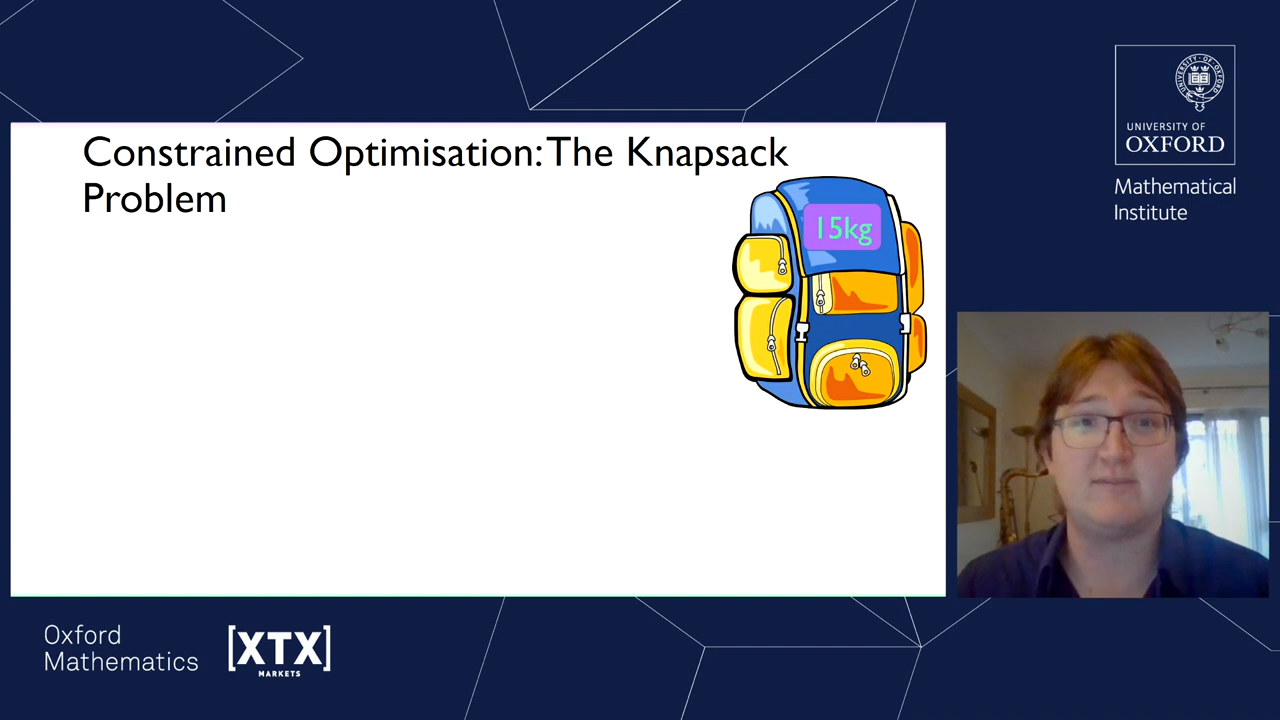 Constrained Optimisation: The Knapsack
Problem
15kg
UNIVERSITY OF
OXFORD
Mathematical
Institute
Oxford
Mathematics
[XTX]
MARKETS